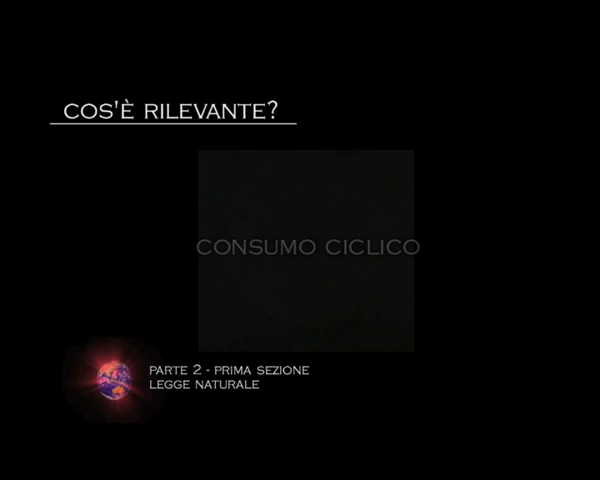 COS'È RILEVANTE?
CONSUMO CICLICO
PARTE 2 - PRIMA SEZIONE
LEGGE NATURALE